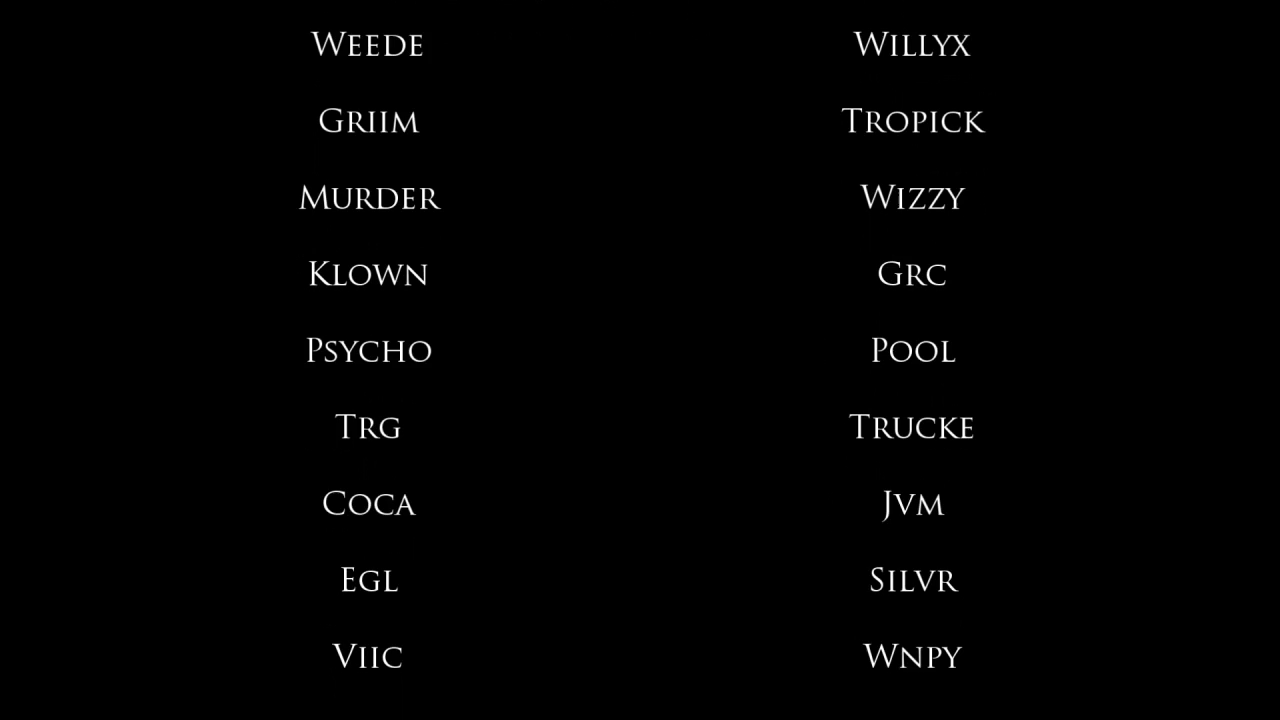 Weede Willyx
Griim Tropick
Murder Wizzy
Klown Grc
Psycho Pool
Trg Trucke
Coca Jvm
Egl Silvr
Viic Wnpy